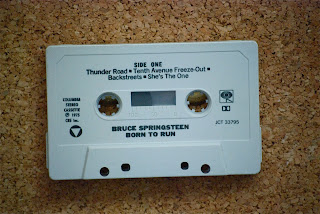 SIDE ONE
Thunder Road ▪ Tenth Avenue Freeze-Out ▪
Backstreets ▪ She's The One
COLUMBIA
STEREO
CASSETTE
℗ 1975
CBS Inc.
JCT 33795
BRUCE SPRINGSTEEN
BORN TO RUN